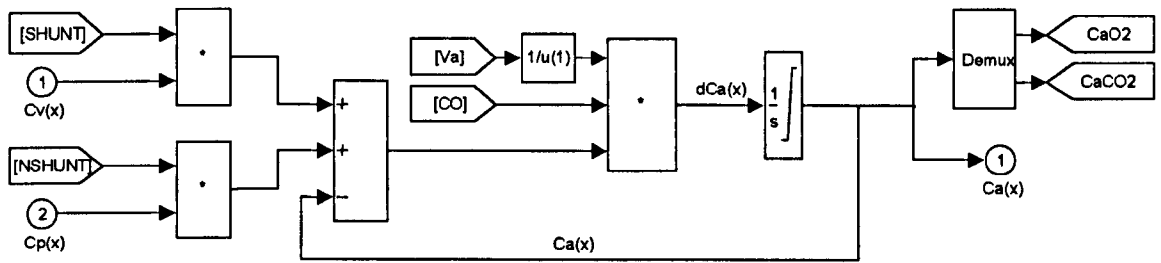 [SHUNT]
*
1
Cv(x)
[NSHUNT]
*
2
Cp(x)
+
+
−
[Va]
1/u(1)
[CO]
*
dCa(x)
1
s
Ca(x)
Demux
CaO2
CaCO2
1
Ca(x)